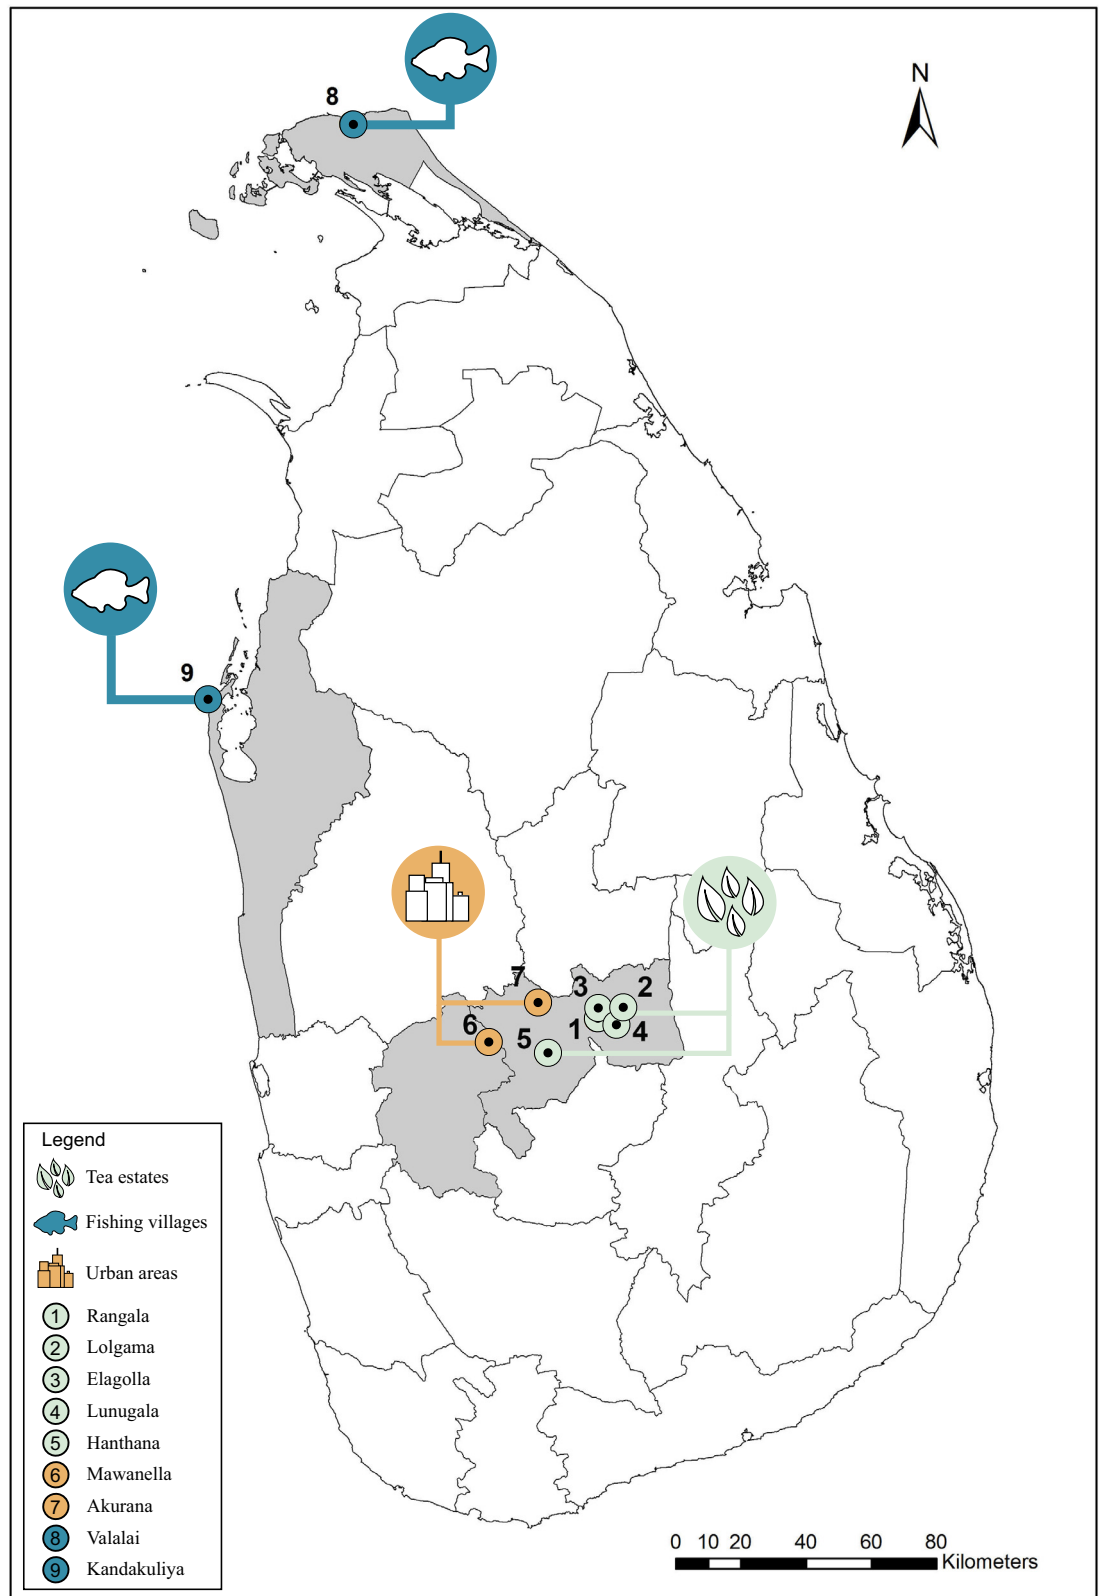 N
8
9
7
3
2
6
5
1
4
Legend
Tea estates
Fishing villages
Urban areas
1 Rangala
2 Lolgama
3 Elagolla
4 Lunugala
5 Hanthana
6 Mawanella
7 Akurana
8 Valalai
9 Kandakuliya
0 10 20 40 60 80
Kilometers